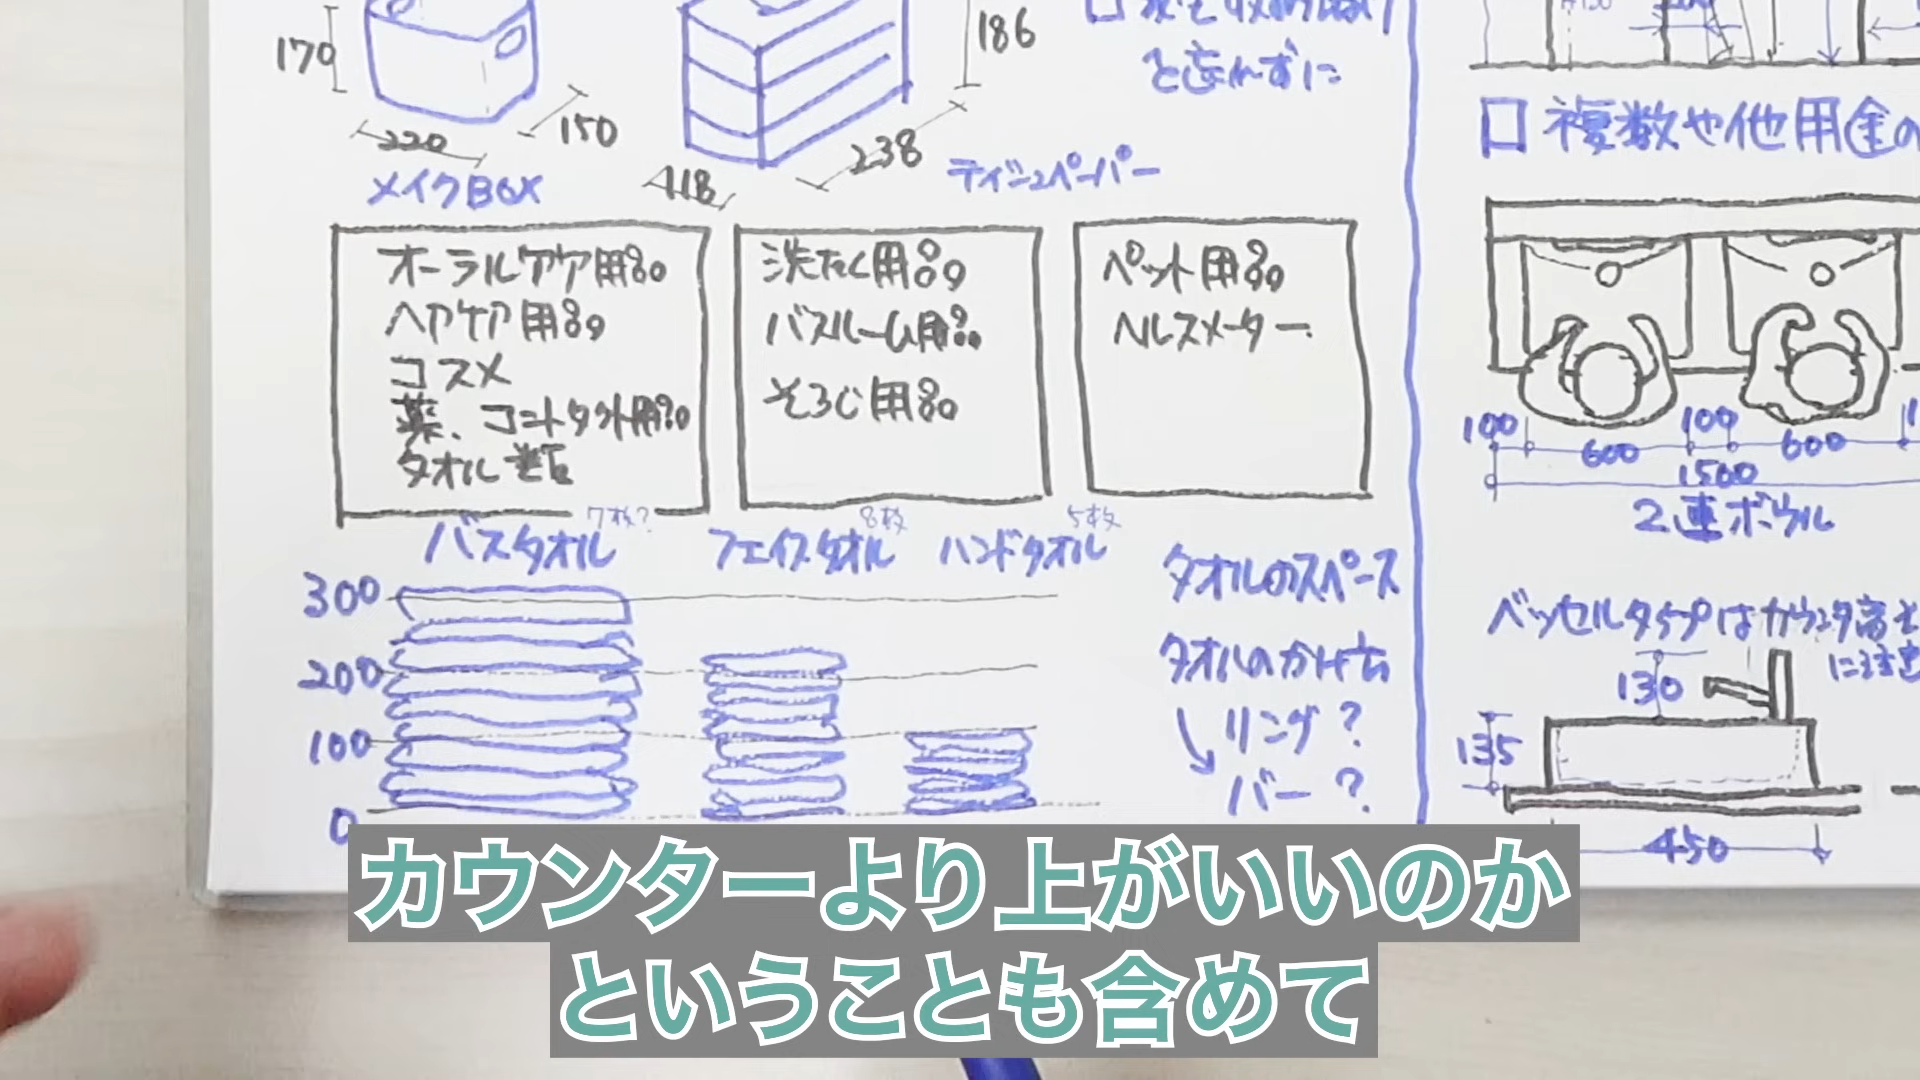 170
220
150
メイクBOX
186
118
238
ティシュペーパー
を忘れずに
オーラルケア用品
ヘアケア用品
コスメ
薬、コンタクト用品
タオル類
洗たく用品
バスルーム用品
そうじ用品
ペット用品
ヘルスメーター
バスタオル 7枚?
フェイスタオル 8枚
ハンドタオル 5枚
300
200
100
0
タオルのスペース
タオルのかけ方
リング?
バー?
□複数や他用途の
100
600
100
600
1500
2連ボウル
ベッセルタイプはカウンタ高さ
に注意
130
135
450
カウンターより上がいいのか
ということも含めて